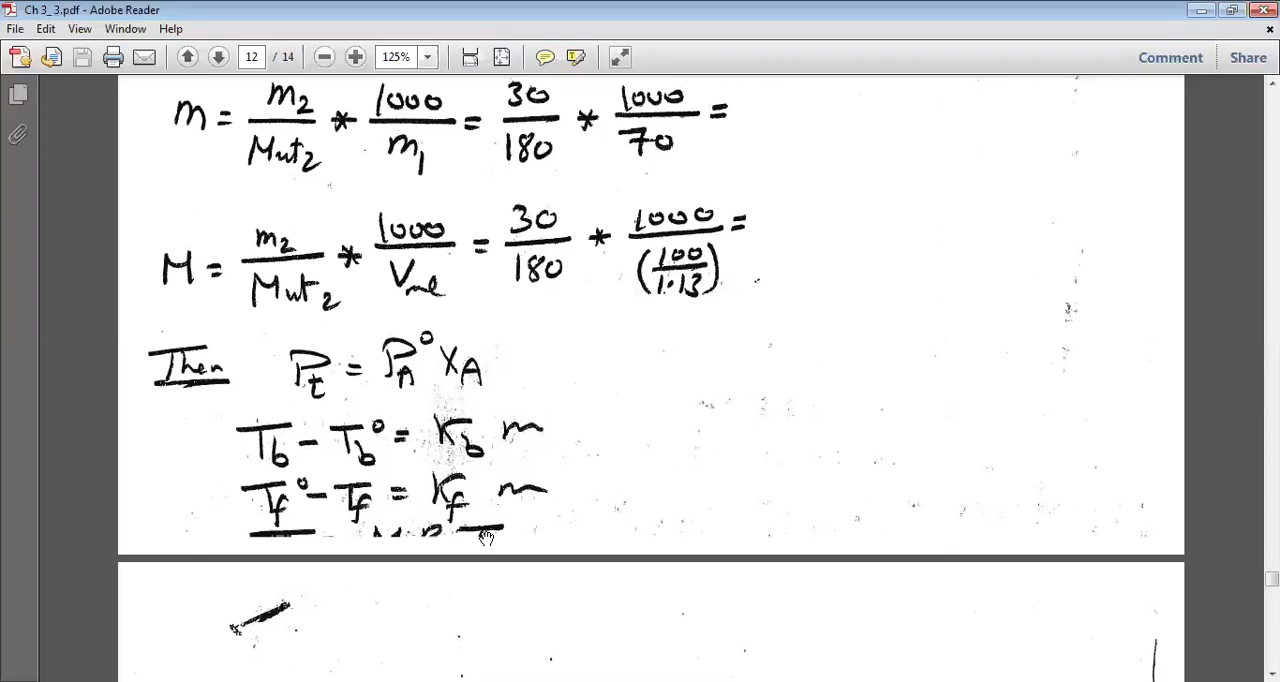 Ch 3_3.pdf - Adobe Reader
File Edit View Window Help
12 / 14 125% Comment Share
m = m2/Mwt2 * 1000/m1 = 30/180 * 1000/70 =
M = m2/Mwt2 * 1000/Vml = 30/180 * 1000/(100/1.13) =
Then Pt = PA° XA
Tb - Tb° = Kb m
Tf° - Tf = Kf m